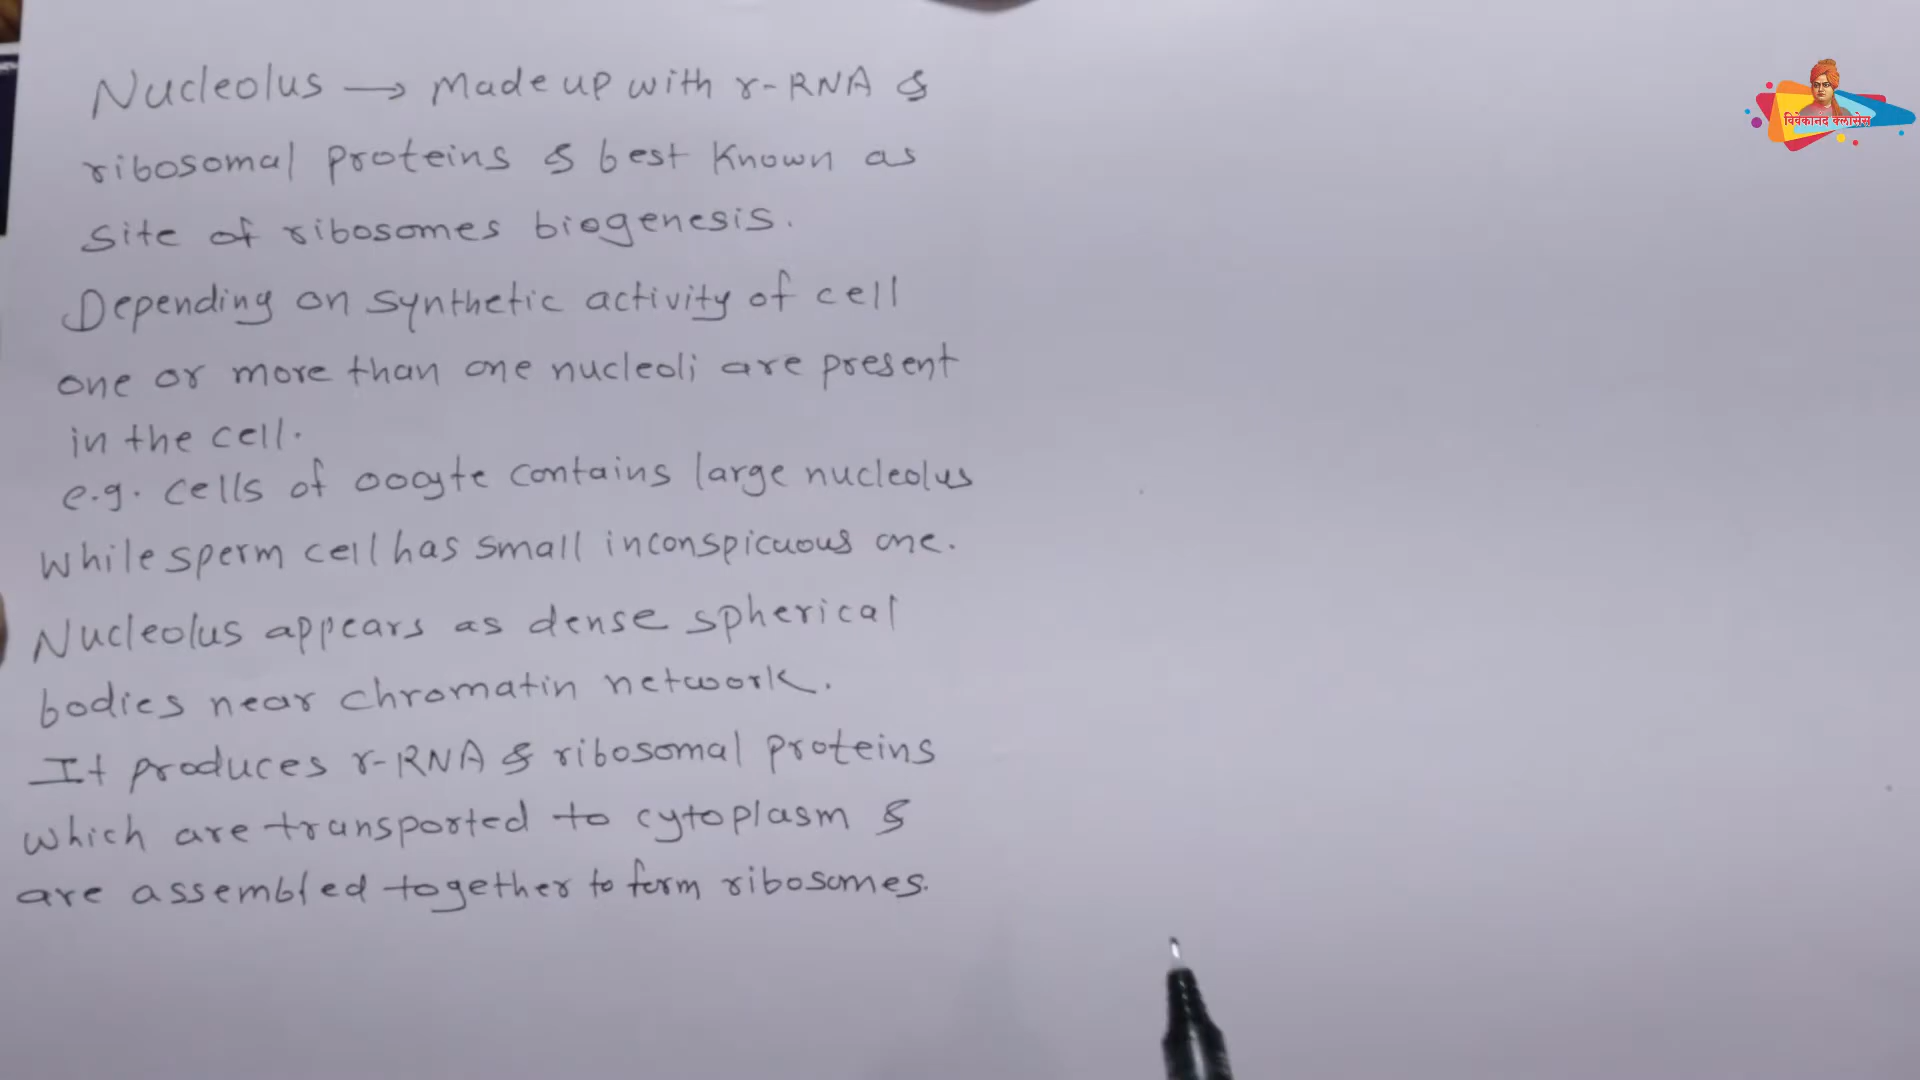 Nucleolus → Made up with r-RNA &
ribosomal proteins & best known as
site of ribosomes biogenesis.
Depending on synthetic activity of cell
one or more than one nucleoli are present
in the cell.
e.g. cells of oocyte contains large nucleolus
while sperm cell has small inconspicuous one.
Nucleolus appears as dense spherical
bodies near chromatin network.
It produces r-RNA & ribosomal proteins
which are transported to cytoplasm &
are assembled together to form ribosomes.
विवेकानंद क्लासेस